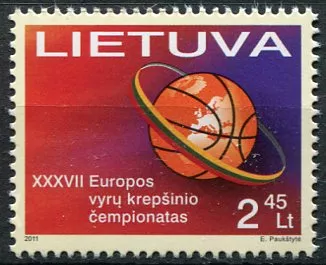 LIETUVA
XXXVII Europos
vyrų krepšinio
čempionatas
2 45 Lt
2011
E. Paukštytė